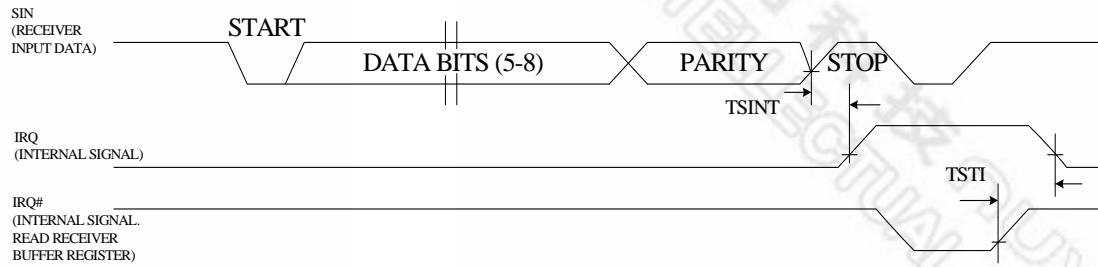 SIN
(RECEIVER
INPUT DATA)
START
DATA BITS (5-8)
PARITY
STOP
TSINT
IRQ
(INTERNAL SIGNAL)
TSTI
IRQ#
(INTERNAL SIGNAL.
READ RECEIVER
BUFFER REGISTER)